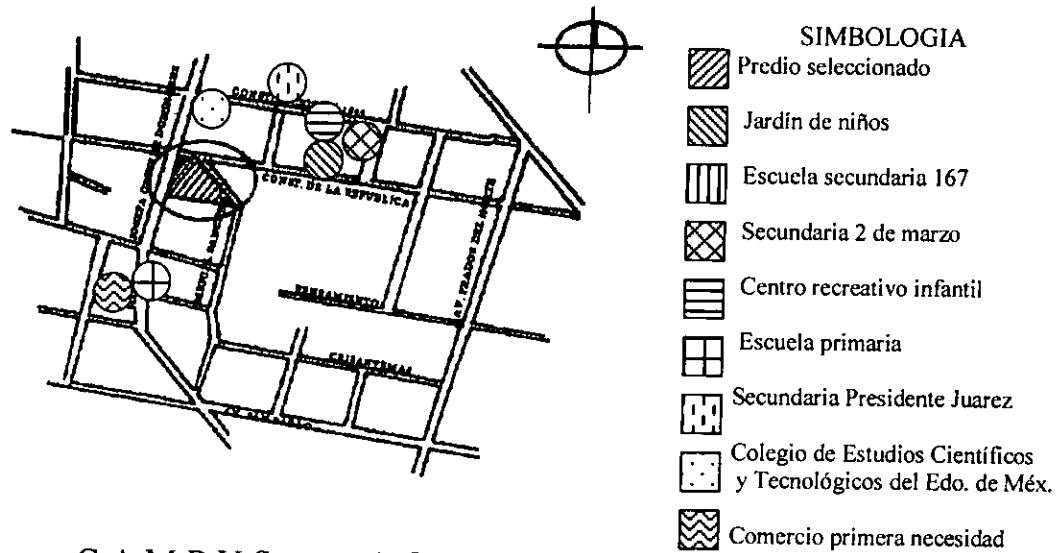 SIMBOLOGIA
Predio seleccionado
Jardín de niños
Escuela secundaria 167
Secundaria 2 de marzo
Centro recreativo infantil
Escuela primaria
Secundaria Presidente Juarez
Colegio de Estudios Científicos
y Tecnológicos del Edo. de Méx.
Comercio primera necesidad
CONST. DE LA REPUBLICA
AV. PRADOS DEL NORTE
PENSAMIENTO
CRISANTEMAS